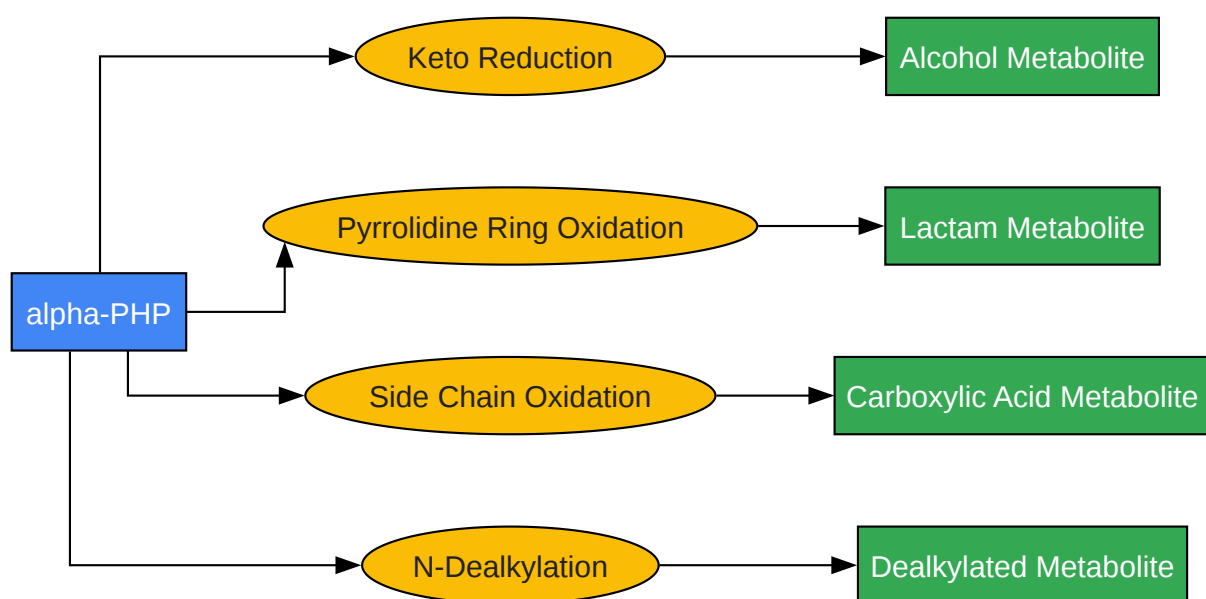 Keto Reduction
Alcohol Metabolite
Pyrrolidine Ring Oxidation
Lactam Metabolite
alpha-PHP
Side Chain Oxidation
Carboxylic Acid Metabolite
N-Dealkylation
Dealkylated Metabolite